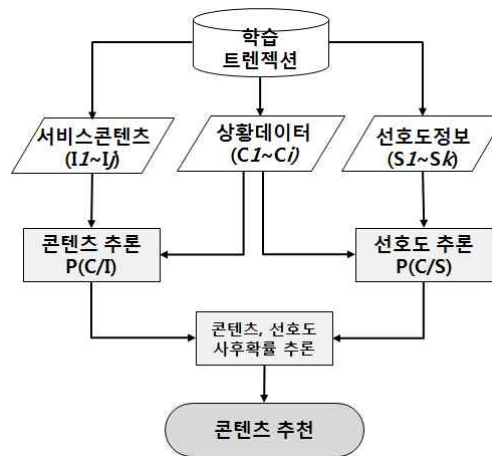 학습
트렌젝션
서비스콘텐츠
(I1~Ij)
상황데이터
(C1~Ci)
선호도정보
(S1~Sk)
콘텐츠 추론
P(C/I)
선호도 추론
P(C/S)
콘텐츠, 선호도
사후확률 추론
콘텐츠 추천